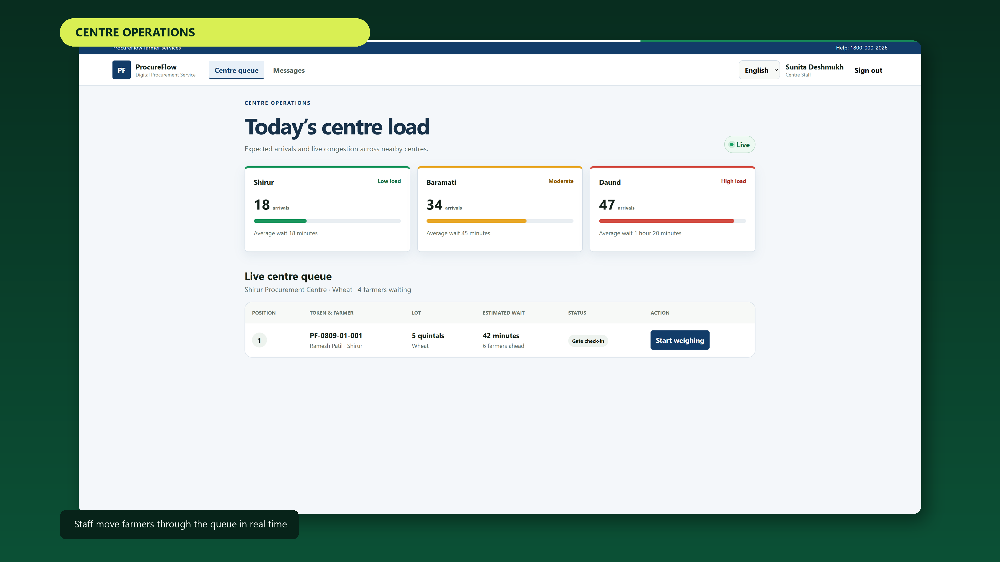 CENTRE OPERATIONS
ProcureFlow farmer services
Help: 1800-000-2026
PF
ProcureFlow
Digital Procurement Service
Centre queue
Messages
English
Sunita Deshmukh
Centre Staff
Sign out
CENTRE OPERATIONS
Today’s centre load
Expected arrivals and live congestion across nearby centres.
Live
Shirur
Low load
18 arrivals
Average wait 18 minutes
Baramati
Moderate
34 arrivals
Average wait 45 minutes
Daund
High load
47 arrivals
Average wait 1 hour 20 minutes
Live centre queue
Shirur Procurement Centre · Wheat · 4 farmers waiting
POSITION TOKEN & FARMER LOT ESTIMATED WAIT STATUS ACTION
1
PF-0809-01-001
Ramesh Patil · Shirur
5 quintals
Wheat
42 minutes
6 farmers ahead
Gate check-in
Start weighing
Staff move farmers through the queue in real time